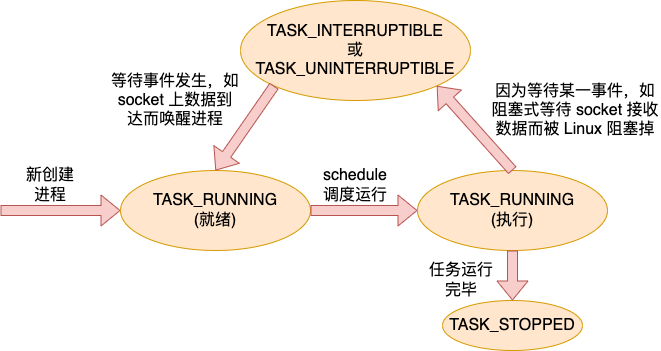 TASK_INTERRUPTIBLE
或
TASK_UNINTERRUPTIBLE
等待事件发生，如
socket 上数据到
达而唤醒进程
因为等待某一事件，如
阻塞式等待 socket 接收
数据而被 Linux 阻塞掉
新创建
进程
TASK_RUNNING
(就绪)
schedule
调度运行
TASK_RUNNING
(执行)
任务运行
完毕
TASK_STOPPED